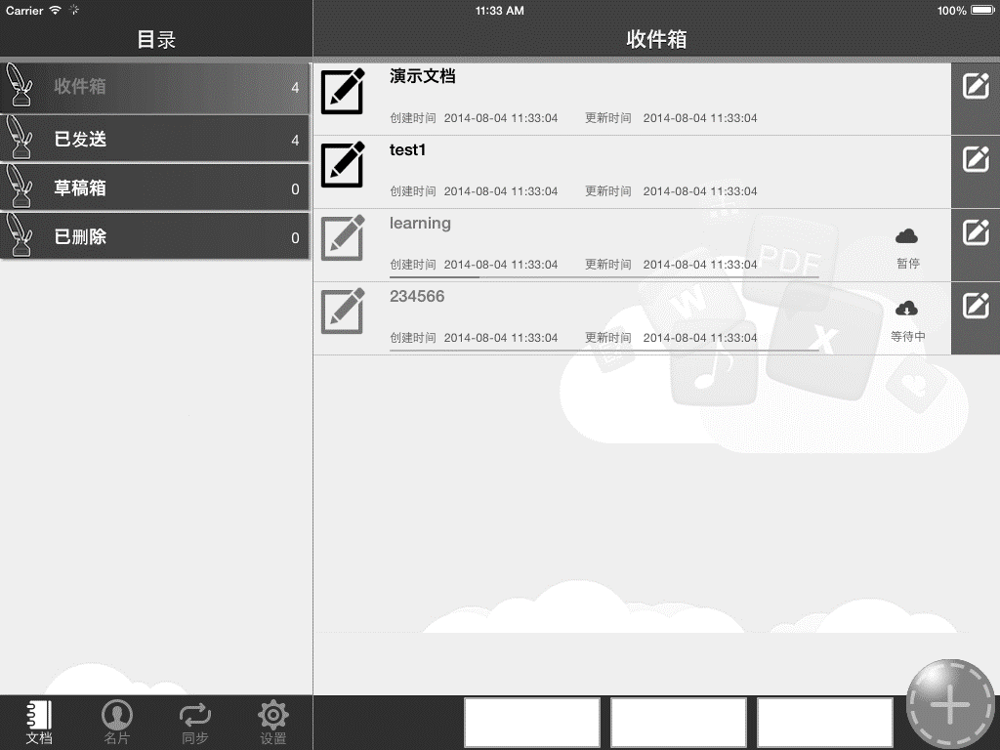 Carrier
11:33 AM
100%
目录
收件箱
收件箱 4
已发送 4
草稿箱 0
已删除 0
演示文档
创建时间 2014-08-04 11:33:04 更新时间 2014-08-04 11:33:04
test1
创建时间 2014-08-04 11:33:04 更新时间 2014-08-04 11:33:04
learning
创建时间 2014-08-04 11:33:04 更新时间 2014-08-04 11:33:04
暂停
234566
创建时间 2014-08-04 11:33:04 更新时间 2014-08-04 11:33:04
等待中
PDF
W
X
文档 名片 同步 设置